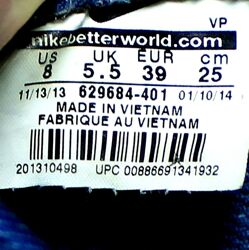 VP
nikebetterworld.com
US UK EUR cm
8 5.5 39 25
11/13/13 629684-401 01/10/14
MADE IN VIETNAM
FABRIQUE AU VIETNAM
201310498 UPC 00886691341932